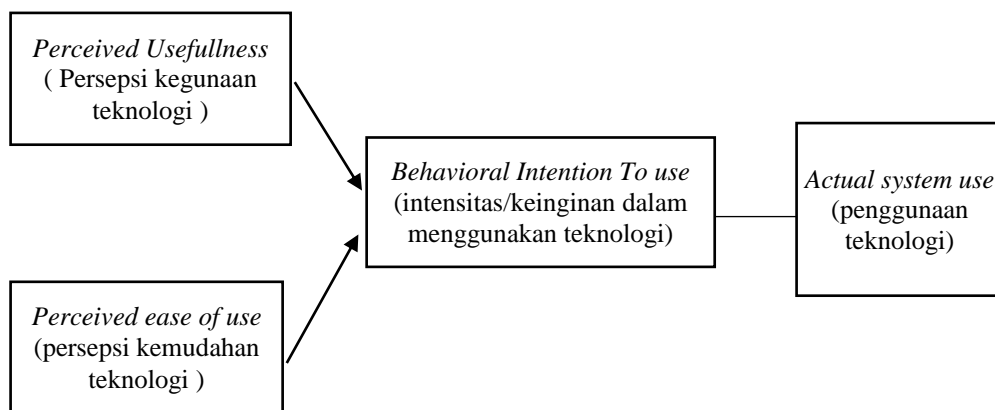 Perceived Usefullness
( Persepsi kegunaan
teknologi )
Behavioral Intention To use
(intensitas/keinginan dalam
menggunakan teknologi)
Actual system use
(penggunaan
teknologi)
Perceived ease of use
(persepsi kemudahan
teknologi )